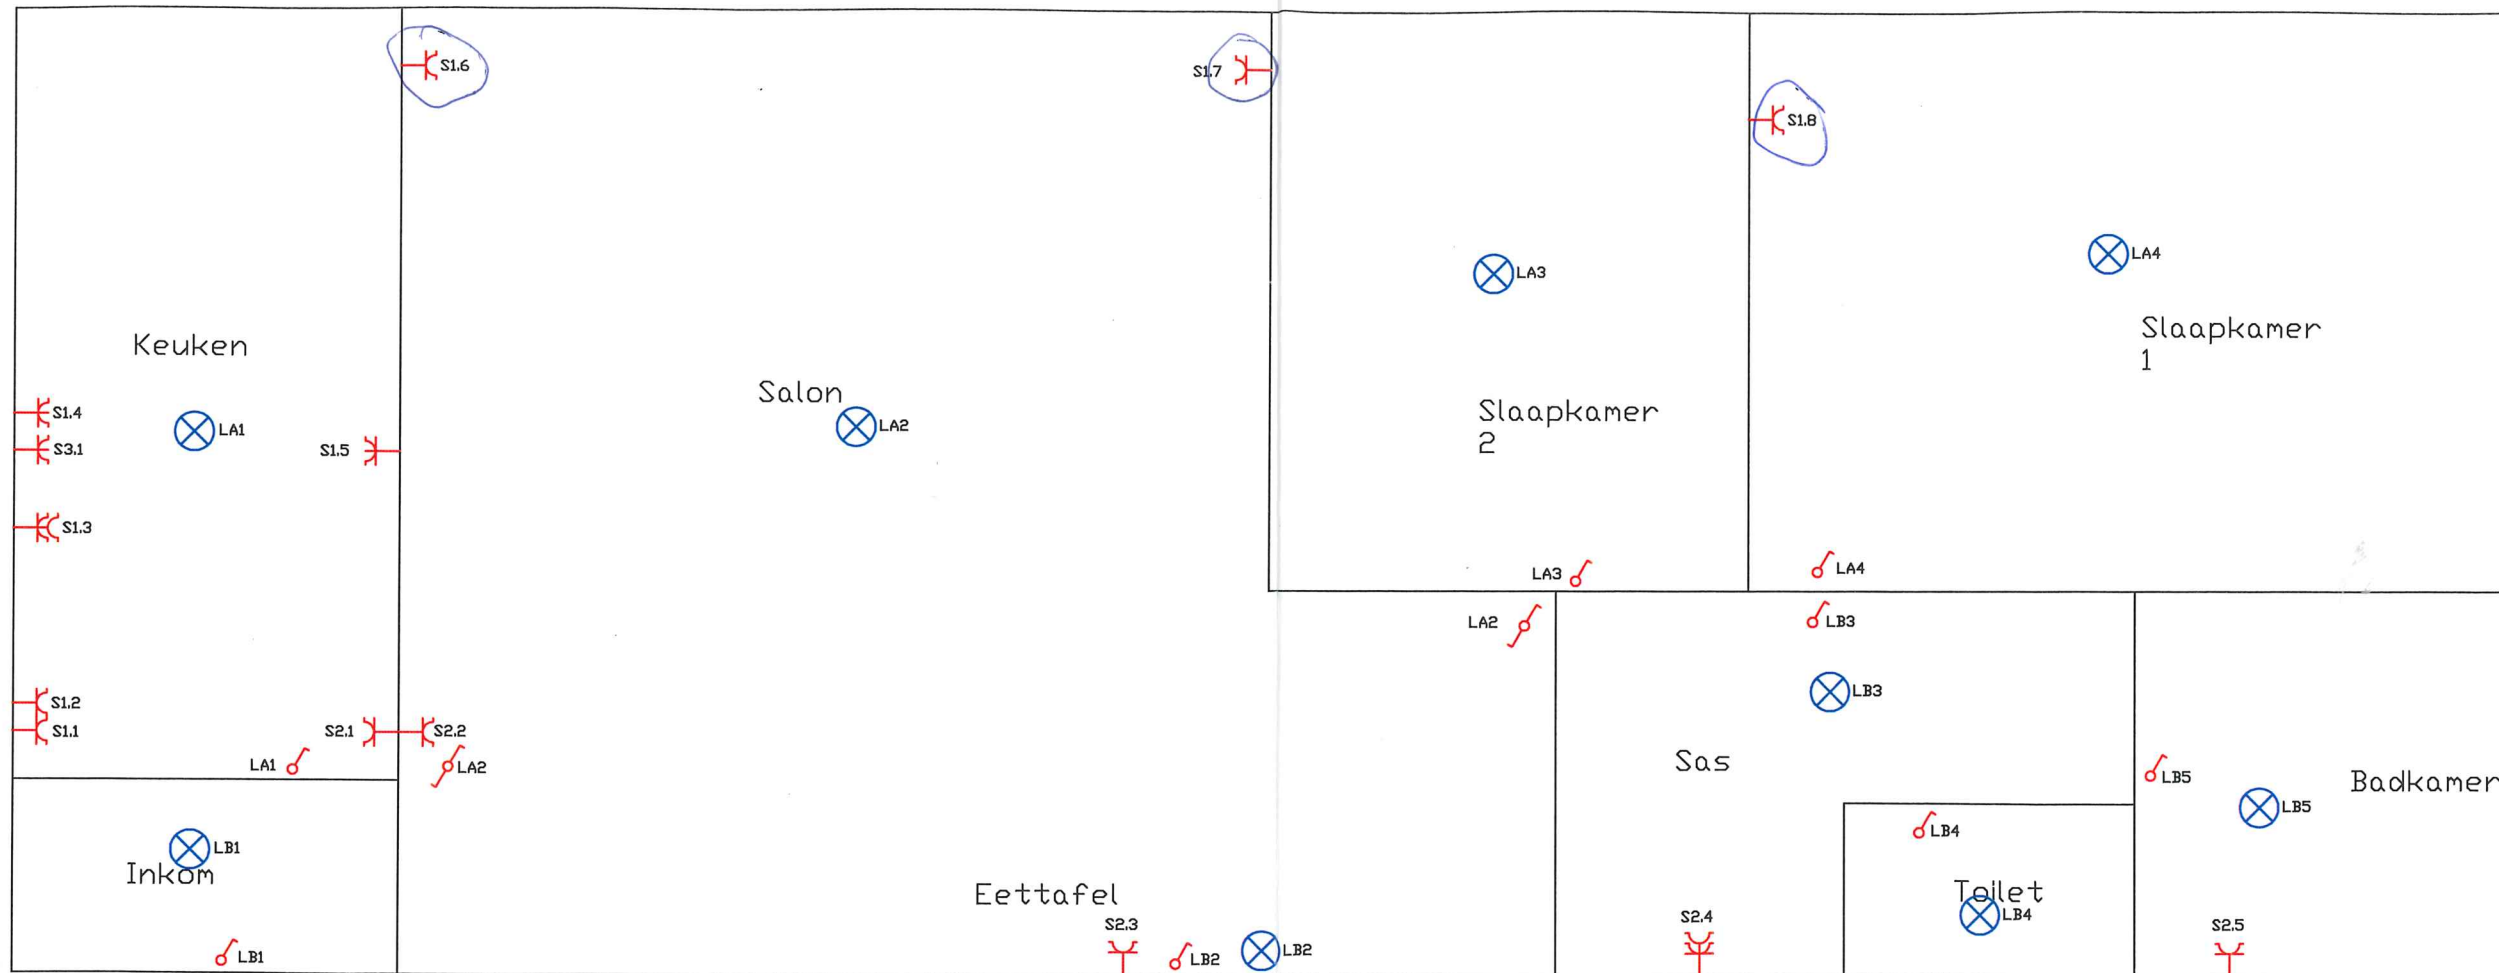 S1.6
S1.7
S1.8
LA3
LA4
Slaapkamer
1
Keuken
Salon
Slaapkamer
2
S1.4
LA1
LA2
S3.1
S1.5
S1.3
LA3
LA4
LA2
LB3
LB3
S1.2
S1.1
S2.1
S2.2
LA1
LA2
Sas
LB5
Badkamer
LB5
LB4
LB1
Inkom
Eettafel
Toilet
LB4
S2.3
S2.4
S2.5
LB1
LB2
LB2